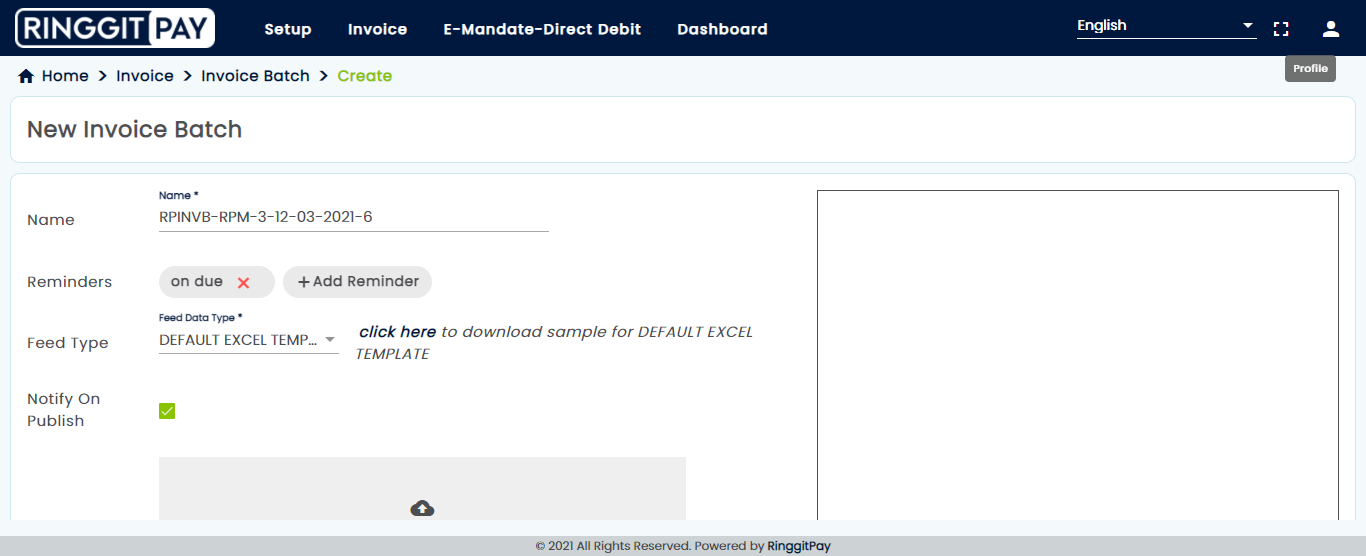 RINGGIT PAY Setup Invoice E-Mandate-Direct Debit Dashboard English
Profile
Home > Invoice > Invoice Batch > Create
New Invoice Batch
Name *
Name RPINVB-RPM-3-12-03-2021-6
Reminders on due +Add Reminder
Feed Data Type *
Feed Type DEFAULT EXCEL TEMP... click here to download sample for DEFAULT EXCEL
TEMPLATE
Notify On
Publish
© 2021 All Rights Reserved. Powered by RinggitPay